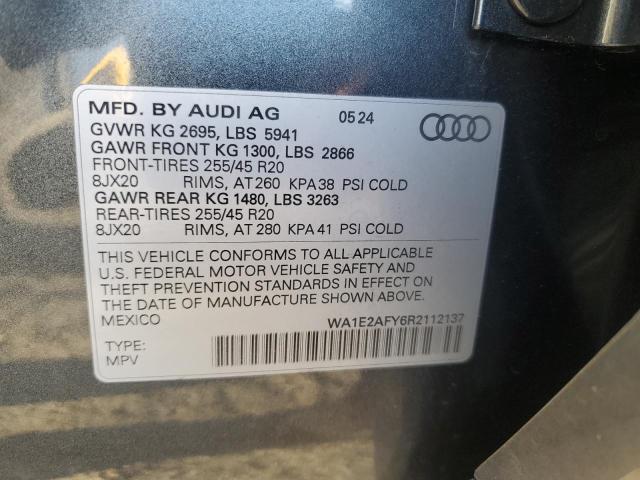 MFD. BY AUDI AG 05 24
GVWR KG 2695, LBS 5941
GAWR FRONT KG 1300, LBS 2866
FRONT-TIRES 255/45 R20
8JX20 RIMS, AT 260 KPA 38 PSI COLD
GAWR REAR KG 1480, LBS 3263
REAR-TIRES 255/45 R20
8JX20 RIMS, AT 280 KPA 41 PSI COLD
THIS VEHICLE CONFORMS TO ALL APPLICABLE
U.S. FEDERAL MOTOR VEHICLE SAFETY AND
THEFT PREVENTION STANDARDS IN EFFECT ON
THE DATE OF MANUFACTURE SHOWN ABOVE.
MEXICO WA1E2AFY6R2112137
TYPE:
MPV